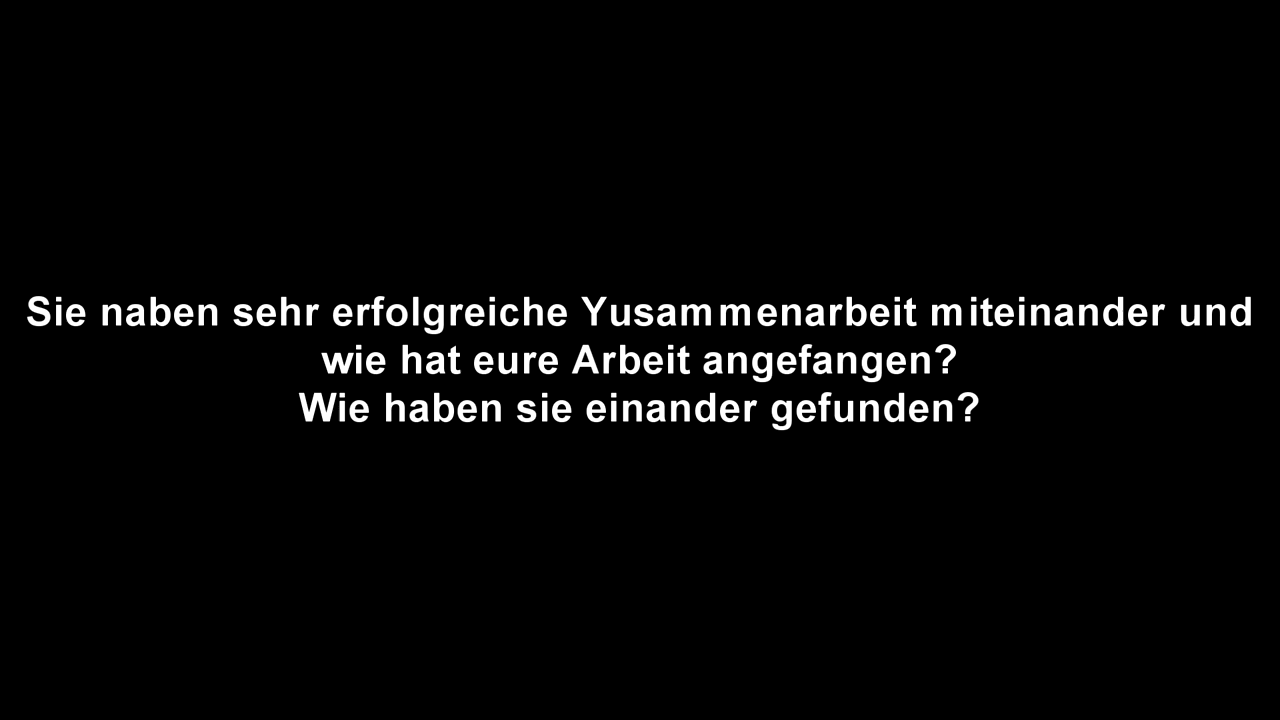 Sie naben sehr erfolgreiche Yusammenarbeit miteinander und
wie hat eure Arbeit angefangen?
Wie haben sie einander gefunden?